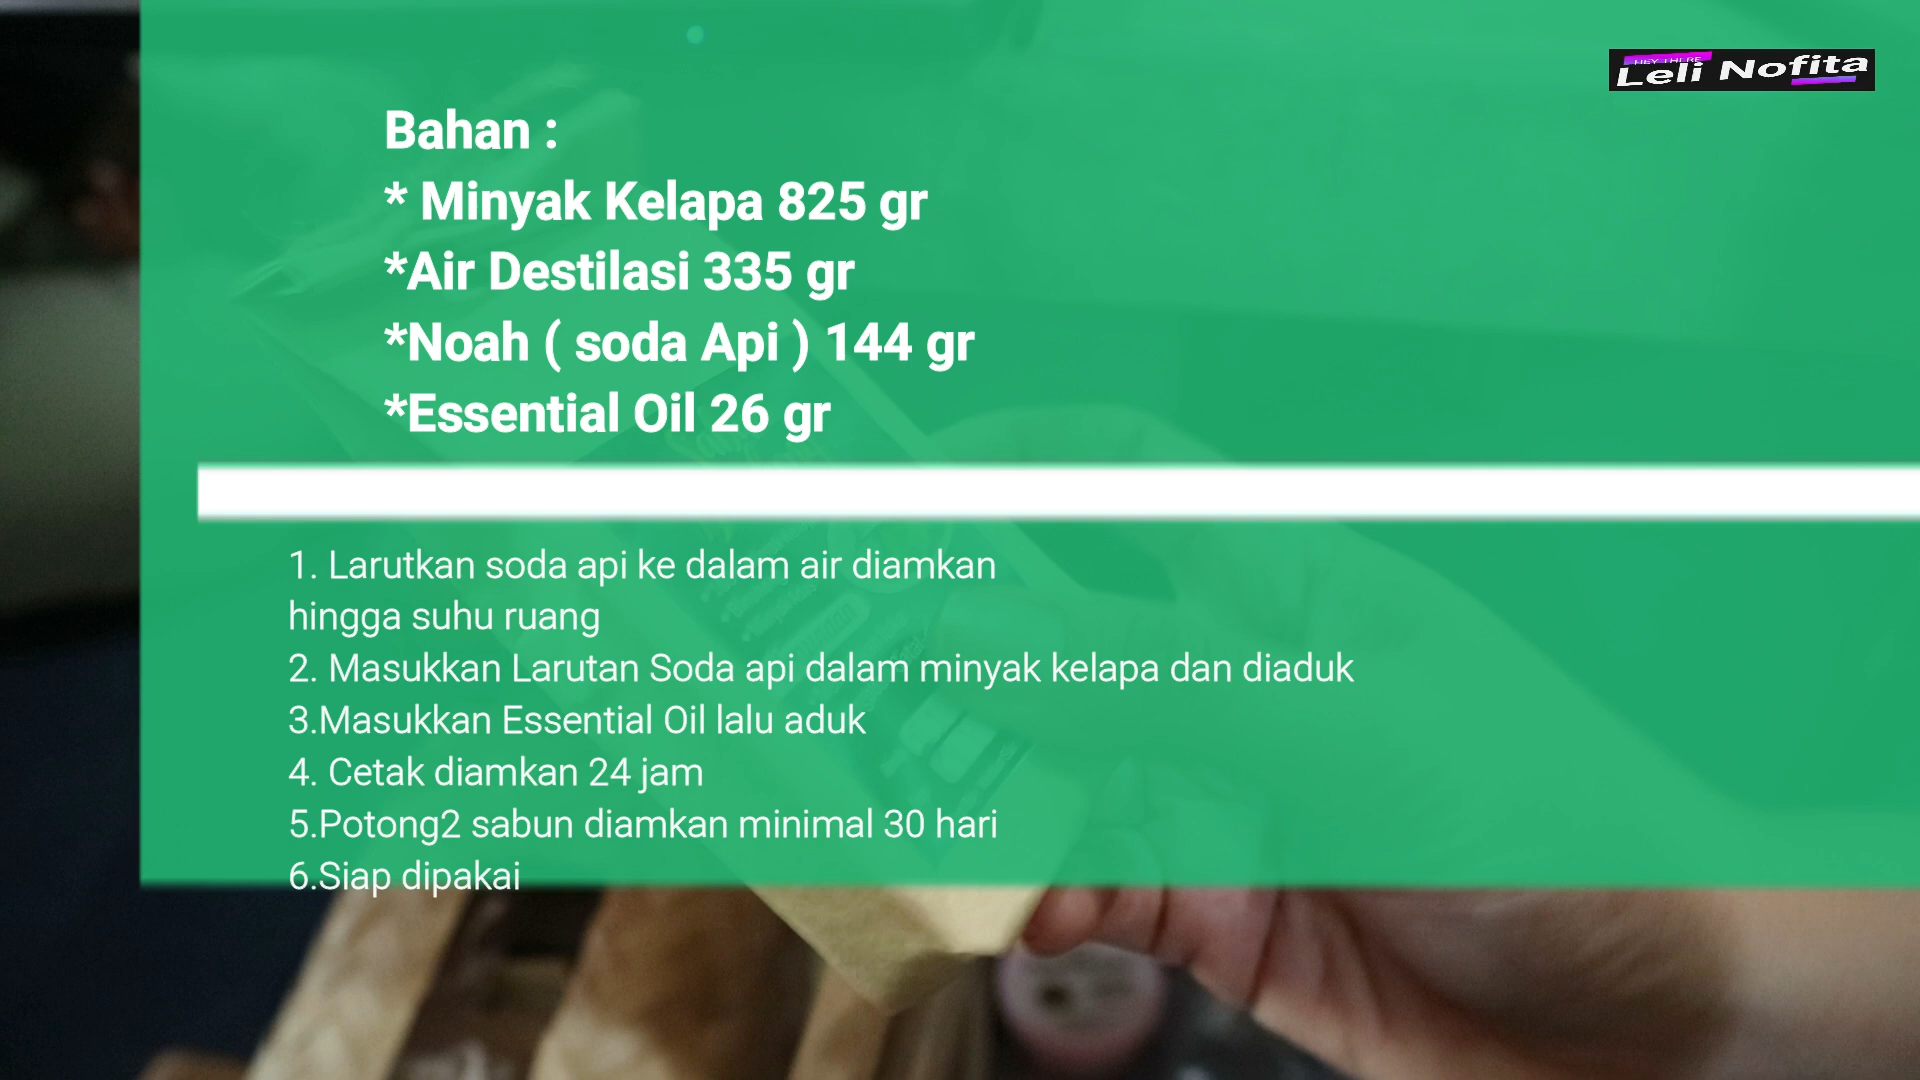 HEY THERE
Leli Nofita
Bahan :
* Minyak Kelapa 825 gr
*Air Destilasi 335 gr
*Noah ( soda Api ) 144 gr
*Essential Oil 26 gr
1. Larutkan soda api ke dalam air diamkan
hingga suhu ruang
2. Masukkan Larutan Soda api dalam minyak kelapa dan diaduk
3.Masukkan Essential Oil lalu aduk
4. Cetak diamkan 24 jam
5.Potong2 sabun diamkan minimal 30 hari
6.Siap dipakai